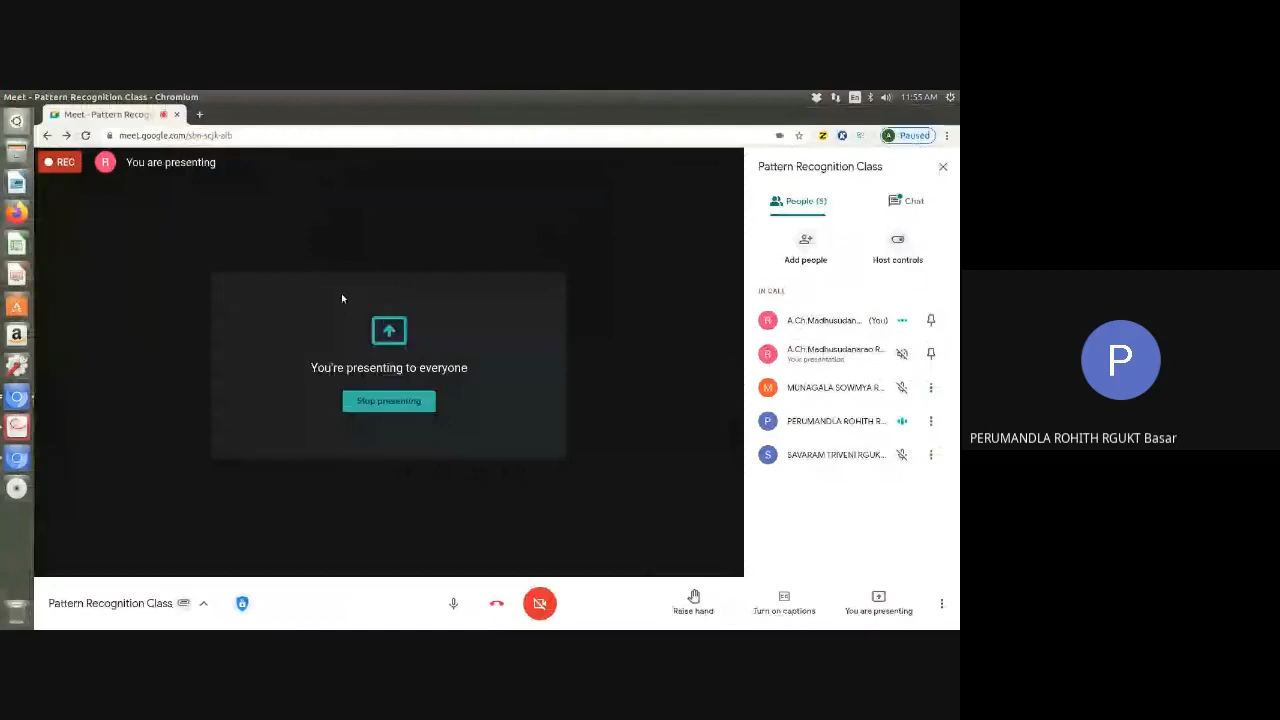 Meet - Pattern Recognition Class - Chromium
En
11:55 AM
Meet - Pattern Recog
meet.google.com/sbn-scjk-alb
A
Paused
REC
R
You are presenting
You're presenting to everyone
Stop presenting
Pattern Recognition Class
People (5)
Chat
Add people
Host controls
IN CALL
R
A.Ch.Madhusudan... (You)
R
A.Ch.Madhusudanarao R...
Your presentation
M
MUNAGALA SOWMYA R...
P
PERUMANDLA ROHITH R...
S
SAVARAM TRIVENI RGUK...
P
PERUMANDLA ROHITH RGUKT Basar
Pattern Recognition Class
Raise hand
Turn on captions
You are presenting